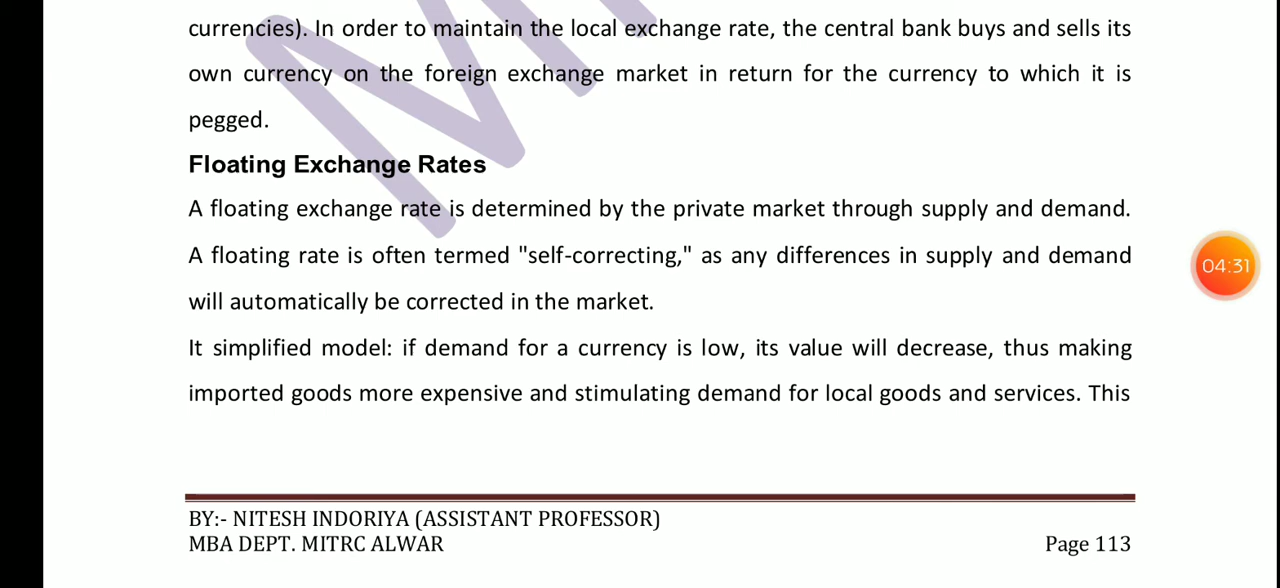 currencies). In order to maintain the local exchange rate, the central bank buys and sells its
own currency on the foreign exchange market in return for the currency to which it is
pegged.
Floating Exchange Rates
A floating exchange rate is determined by the private market through supply and demand.
A floating rate is often termed "self-correcting," as any differences in supply and demand
will automatically be corrected in the market.
It simplified model: if demand for a currency is low, its value will decrease, thus making
imported goods more expensive and stimulating demand for local goods and services. This
04:31
BY:- NITESH INDORIYA (ASSISTANT PROFESSOR)
MBA DEPT. MITRC ALWAR
Page 113